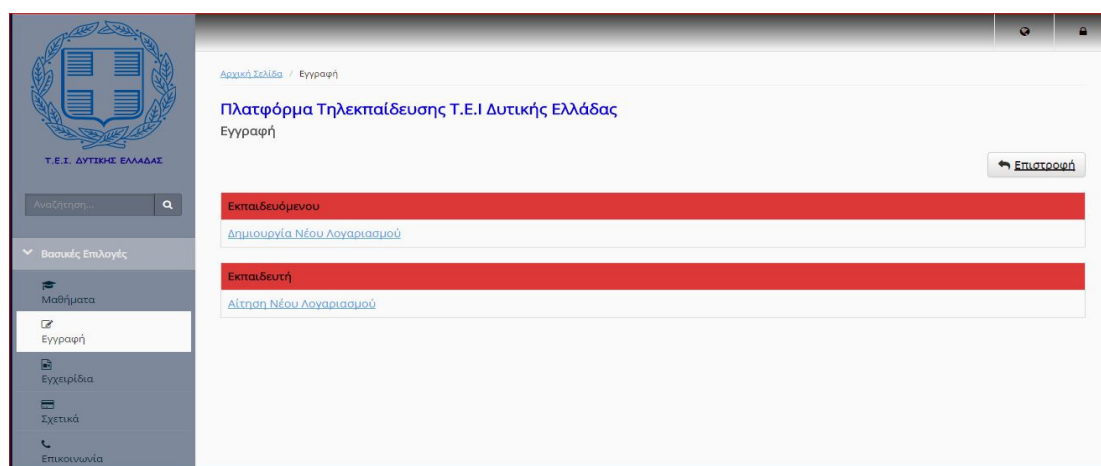 Τ.Ε.Ι. ΔΥΤΙΚΗΣ ΕΛΛΑΔΑΣ
Αναζήτηση...
Βασικές Επιλογές
Μαθήματα
Εγγραφή
Εγχειρίδια
Σχετικά
Επικοινωνία
Αρχική Σελίδα / Εγγραφή
Πλατφόρμα Τηλεκπαίδευσης Τ.Ε.Ι Δυτικής Ελλάδας
Εγγραφή
Επιστροφή
Εκπαιδευόμενου
Δημιουργία Νέου Λογαριασμού
Εκπαιδευτή
Αίτηση Νέου Λογαριασμού